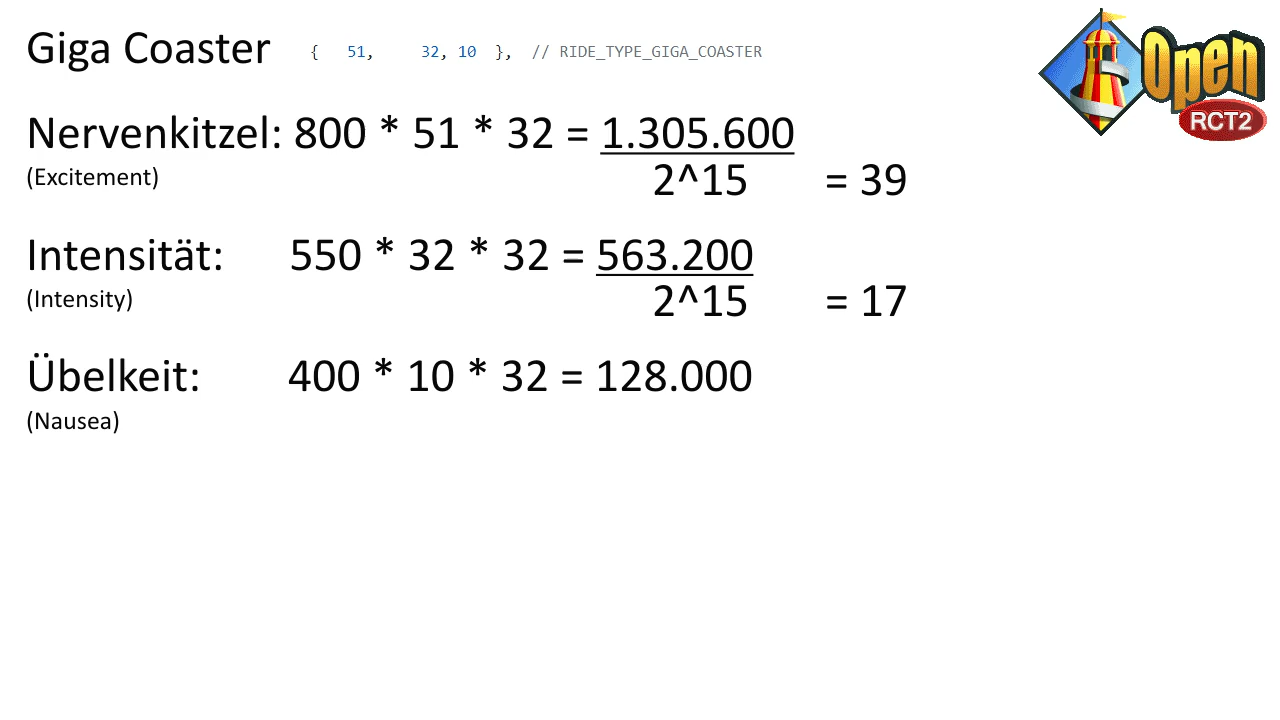 Giga Coaster { 51, 32, 10 }, // RIDE_TYPE_GIGA_COASTER
Open
RCT2
Nervenkitzel: 800 * 51 * 32 = 1.305.600
(Excitement) 2^15 = 39
Intensität: 550 * 32 * 32 = 563.200
(Intensity) 2^15 = 17
Übelkeit: 400 * 10 * 32 = 128.000
(Nausea)